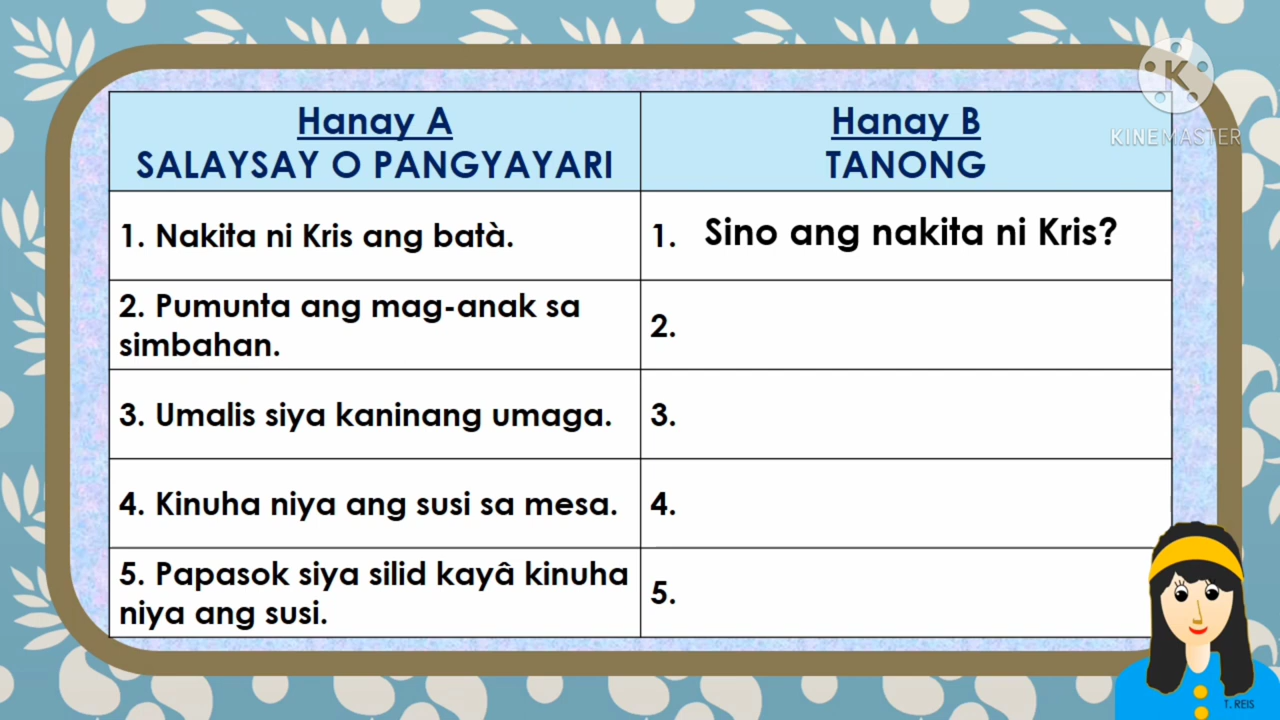 Hanay A
SALAYSAY O PANGYAYARI
Hanay B
TANONG
1. Nakita ni Kris ang batà.
1. Sino ang nakita ni Kris?
2. Pumunta ang mag-anak sa
simbahan.
2.
3. Umalis siya kaninang umaga.
3.
4. Kinuha niya ang susi sa mesa.
4.
5. Papasok siya silid kayâ kinuha
niya ang susi.
5.
K
KINEMASTER
T. REIS